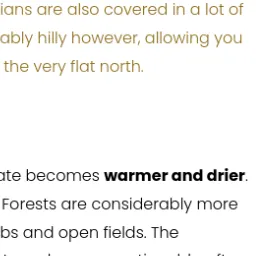 ians are also covered in a lot of
ably hilly however, allowing you
the very flat north.
ate becomes warmer and drier.
Forests are considerably more
bs and open fields. The